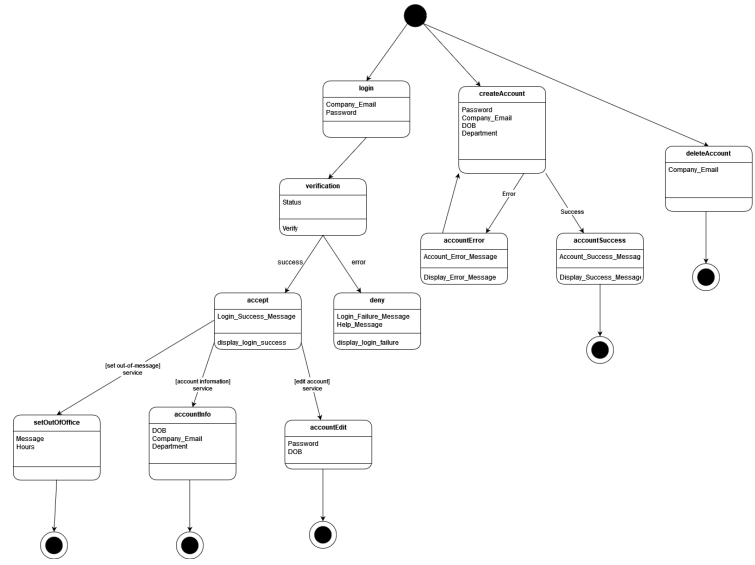 login
Company_Email
Password
createAccount
Password
Company_Email
DOB
Department
deleteAccount
Company_Email
verification
Status
Verify
Error
Success
success
error
accountError
Account_Error_Message
Display_Error_Message
accountSuccess
Account_Success_Messag
Display_Success_Messag
accept
Login_Success_Message
display_login_success
deny
Login_Failure_Message
Help_Message
display_login_failure
[set out-of-message]
service
[account information]
service
[edit account]
service
setOutOfOffice
Message
Hours
accountInfo
DOB
Company_Email
Department
accountEdit
Password
DOB